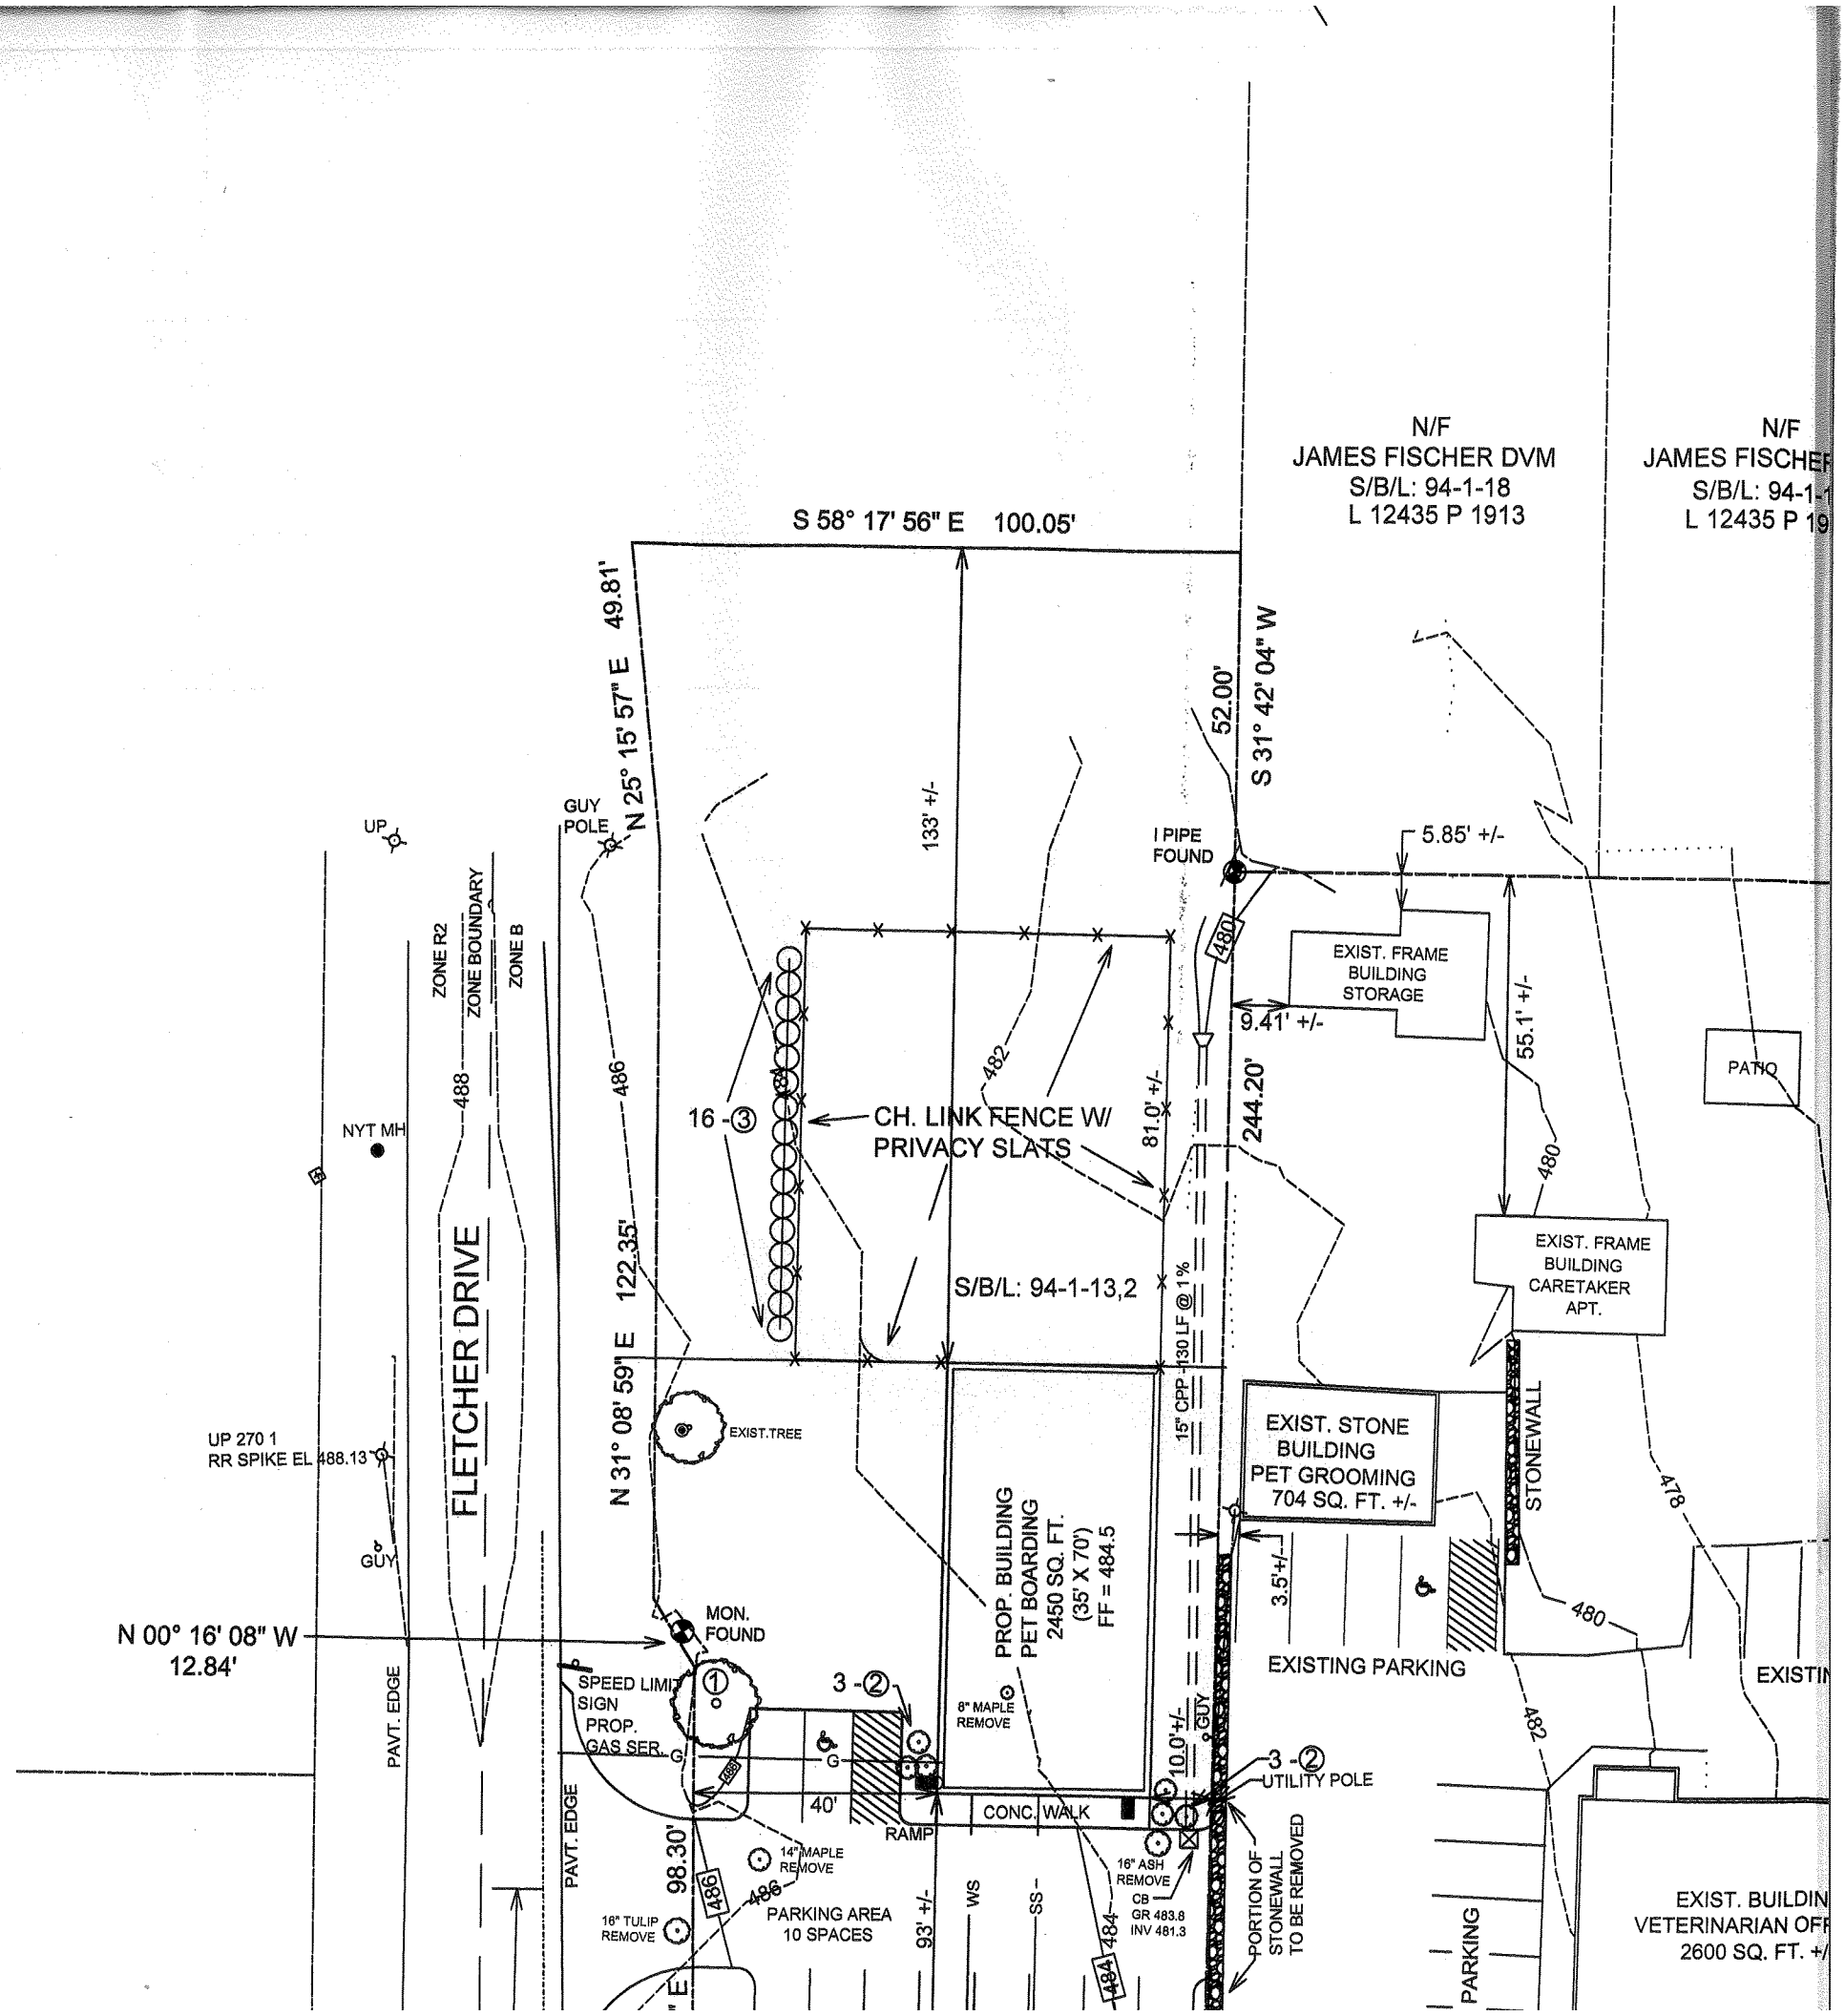 N/F
JAMES FISCHER DVM
S/B/L: 94-1-18
L 12435 P 1913
N/F
JAMES FISCHER
S/B/L: 94-1-1
L 12435 P 19
S 58° 17' 56" E 100.05'
N 25° 15' 57" E 49.81'
52.00'
S 31° 42' 04" W
133' +/-
GUY
POLE
UP
I PIPE
FOUND
5.85' +/-
480
EXIST. FRAME
BUILDING
STORAGE
9.41' +/-
55.1' +/-
ZONE R2
ZONE BOUNDARY
ZONE B
488
486
482
PATIO
NYT MH
16 - 3
CH. LINK FENCE W/
PRIVACY SLATS
81.0' +/-
244.20'
480
FLETCHER DRIVE
N 31° 08' 59" E 122.35'
S/B/L: 94-1-13,2
15" CPP -130 LF @ 1%
EXIST. FRAME
BUILDING
CARETAKER
APT.
EXIST.TREE
UP 270 1
RR SPIKE EL 488.13
GUY
EXIST. STONE
BUILDING
PET GROOMING
704 SQ. FT. +/-
STONEWALL
478
PROP. BUILDING
PET BOARDING
2450 SQ. FT.
(35' X 70')
FF = 484.5
3.5'+/-
480
N 00° 16' 08" W
12.84'
MON.
FOUND
EXISTING PARKING
EXISTIN
PAVT. EDGE
SPEED LIMIT
SIGN
PROP.
GAS SER.
G
G
1
3 - 2
8" MAPLE
REMOVE
10.0'+/-
GUY
482
3 - 2
UTILITY POLE
488
40'
CONC. WALK
RAMP
PAVT. EDGE
98.30'
14" MAPLE
REMOVE
486
486
16" TULIP
REMOVE
PARKING AREA
10 SPACES
93' +/-
WS
SS
484
484
16" ASH
REMOVE
CB
GR 483.8
INV 481.3
PORTION OF
STONEWALL
TO BE REMOVED
PARKING
EXIST. BUILDIN
VETERINARIAN OFF
2600 SQ. FT. +/
" E